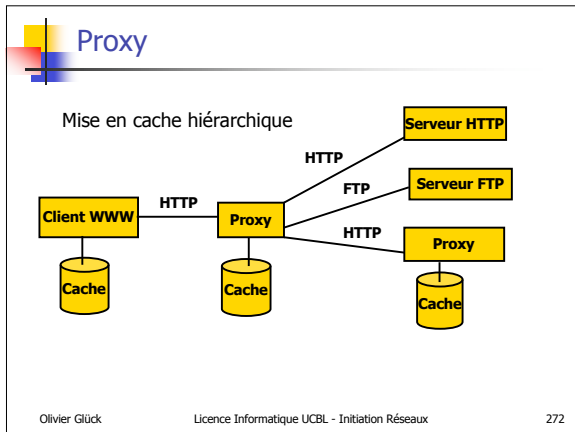 Proxy
Mise en cache hiérarchique
Serveur HTTP
HTTP
FTP
Serveur FTP
HTTP
Client WWW
Proxy
HTTP
Proxy
Cache
Cache
Cache
Olivier Glück
Licence Informatique UCBL - Initiation Réseaux
272